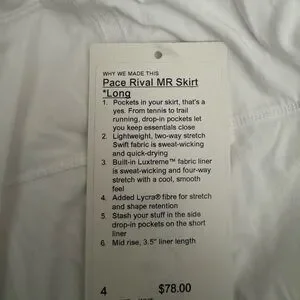 WHY WE MADE THIS
Pace Rival MR Skirt
*Long
1. Pockets in your skirt, that's a
yes. From tennis to trail
running, drop-in pockets let
you keep essentials close
2. Lightweight, two-way stretch
Swift fabric is sweat-wicking
and quick-drying
3. Built-in Luxtreme™ fabric liner
is sweat-wicking and four-way
stretch with a cool, smooth
feel
4. Added Lycra® fibre for stretch
and shape retention
5. Stash your stuff in the side
drop-in pockets on the short
liner
6. Mid rise, 3.5" liner length
4 $78.00